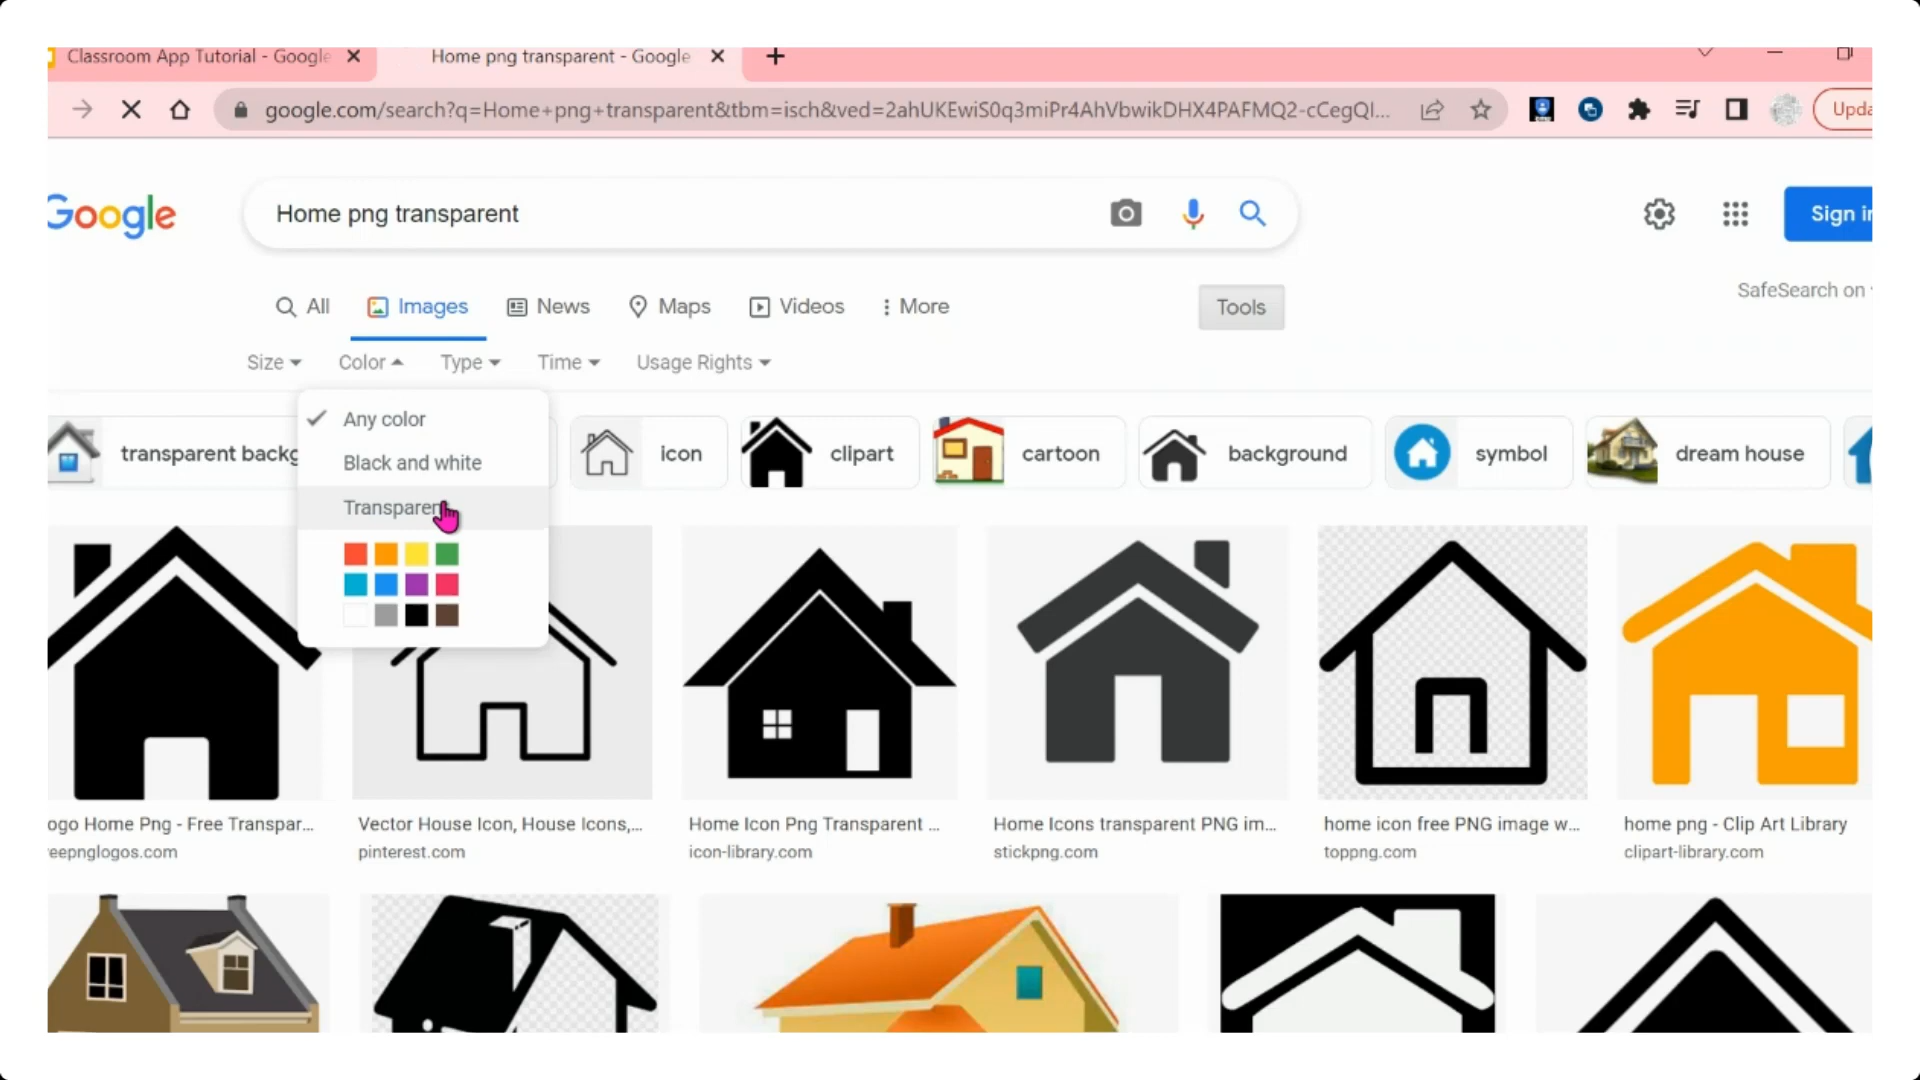 Classroom App Tutorial - Google
Home png transparent - Google
google.com/search?q=Home+png+transparent&tbm=isch&ved=2ahUKEwiS0q3miPr4AhVbwikDHX4PAFMQ2-cCegQI...
Upda
Google
Home png transparent
Sign in
All
Images
News
Maps
Videos
More
Tools
SafeSearch on
Size
Color
Type
Time
Usage Rights
Any color
Black and white
Transparent
transparent backg
icon
clipart
cartoon
background
symbol
dream house
ogo Home Png - Free Transpar...
eepnglogos.com
Vector House Icon, House Icons,...
pinterest.com
Home Icon Png Transparent ...
icon-library.com
Home Icons transparent PNG im...
stickpng.com
home icon free PNG image w...
toppng.com
home png - Clip Art Library
clipart-library.com